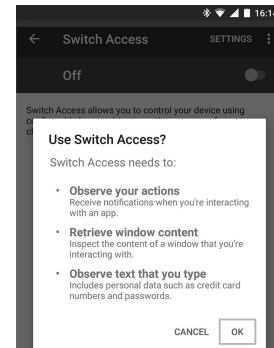 16:14
Switch Access SETTINGS
Off
Switch Access allows you to control your device using
Use Switch Access?
Switch Access needs to:
• Observe your actions
Receive notifications when you're interacting
with an app.
• Retrieve window content
Inspect the content of a window that you're
interacting with.
• Observe text that you type
Includes personal data such as credit card
numbers and passwords.
CANCEL OK